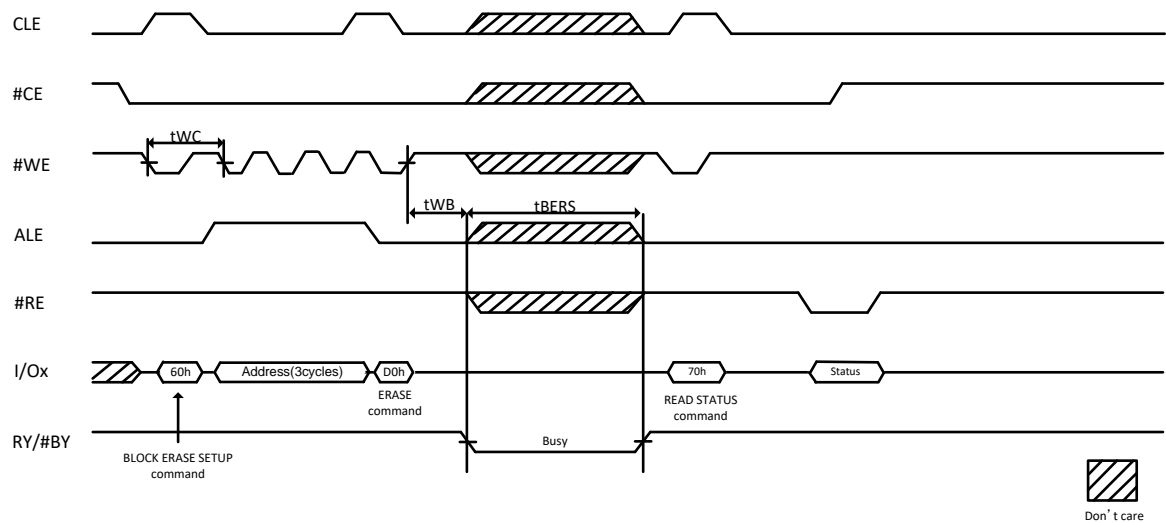 CLE
#CE
tWC
#WE
tWB
tBERS
ALE
#RE
I/Ox
60h
Address(3cycles)
D0h
70h
Status
ERASE
command
READ STATUS
command
RY/#BY
Busy
BLOCK ERASE SETUP
command
Don’t care